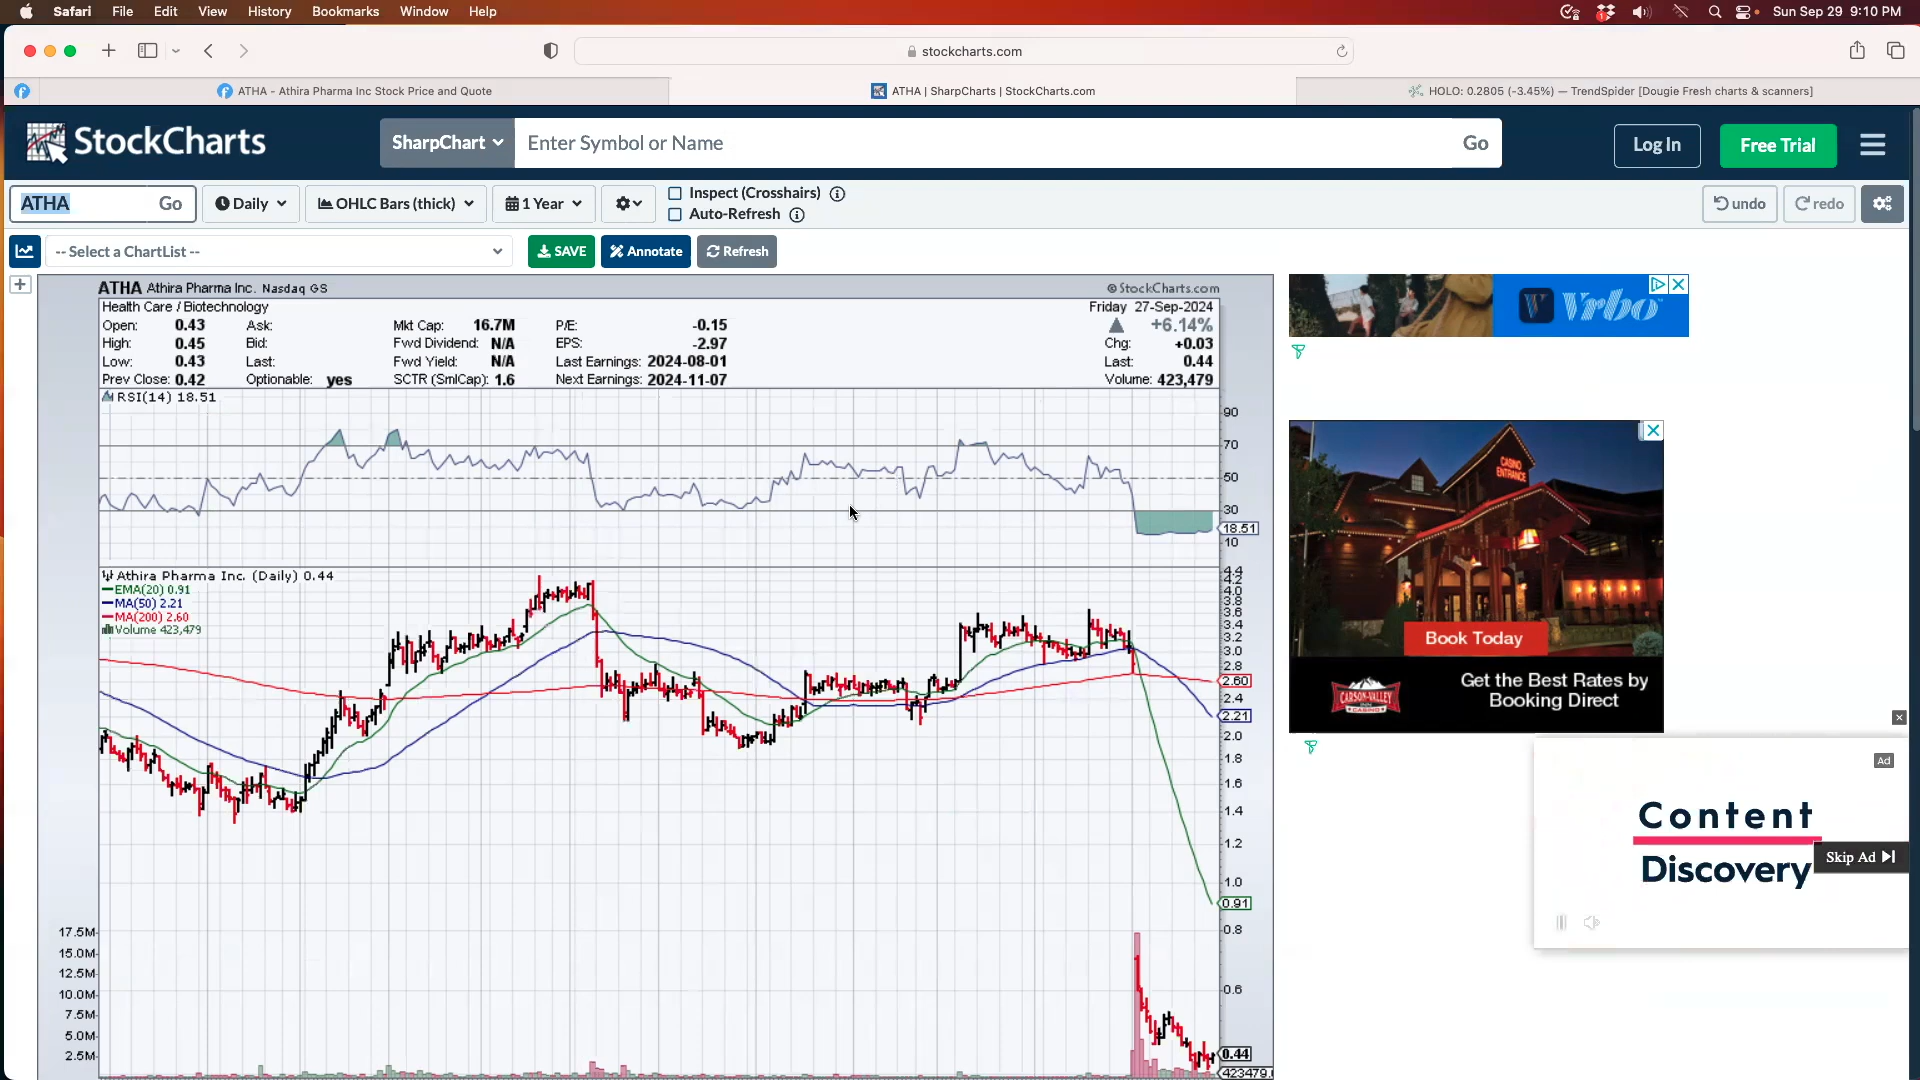 Safari File Edit View History Bookmarks Window Help Sun Sep 29 9:10 PM
stockcharts.com
ATHA - Athira Pharma Inc Stock Price and Quote
ATHA | SharpCharts | StockCharts.com
HOLO: 0.2805 (-3.45%) — TrendSpider [Dougie Fresh charts & scanners]
StockCharts
SharpChart Enter Symbol or Name Go
Log In Free Trial
ATHA Go Daily OHLC Bars (thick) 1 Year
Inspect (Crosshairs)
Auto-Refresh
undo redo
-- Select a ChartList -- SAVE Annotate Refresh
ATHA Athira Pharma Inc. Nasdaq GS © StockCharts.com
Health Care / Biotechnology Friday 27-Sep-2024
Open: 0.43 Ask: Mkt Cap: 16.7M P/E: -0.15 +6.14%
High: 0.45 Bid: Fwd Dividend: N/A EPS: -2.97 Chg: +0.03
Low: 0.43 Last: Fwd Yield: N/A Last Earnings: 2024-08-01 Last: 0.44
Prev Close: 0.42 Optionable: yes SCTR (SmlCap): 1.6 Next Earnings: 2024-11-07 Volume: 423,479
RSI(14) 18.51
90
70
50
30
18.51
10
Athira Pharma Inc. (Daily) 0.44
EMA(20) 0.91
MA(50) 2.21
MA(200) 2.60
Volume 423,479
4.4
4.2
4.0
3.8
3.6
3.4
3.2
3.0
2.8
2.60
2.4
2.21
2.0
1.8
1.6
1.4
1.2
1.0
0.91
0.8
0.6
0.44
423479.
17.5M
15.0M
12.5M
10.0M
7.5M
5.0M
2.5M
Vrbo
CASINO
ENTRANCE
Book Today
CARSON VALLEY
INN
CASINO
Get the Best Rates by
Booking Direct
Ad
Content
Discovery
Skip Ad